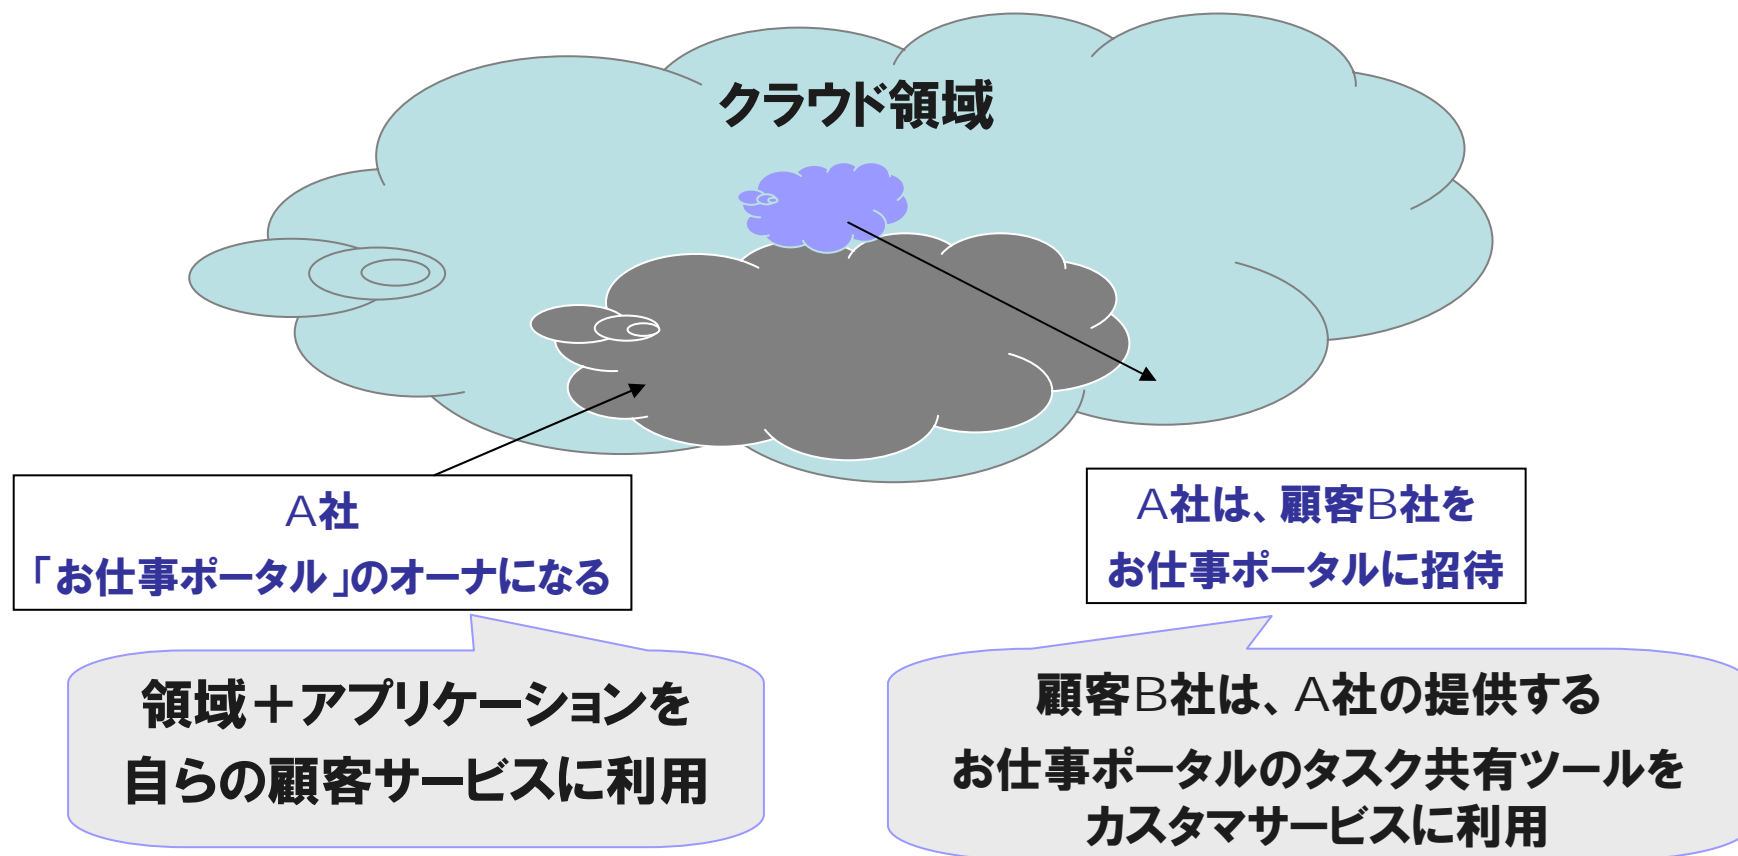 クラウド領域
A社
「お仕事ポータル」のオーナになる
A社は、顧客B社を
お仕事ポータルに招待
領域＋アプリケーションを
自らの顧客サービスに利用
顧客B社は、A社の提供する
お仕事ポータルのタスク共有ツールを
カスタマサービスに利用